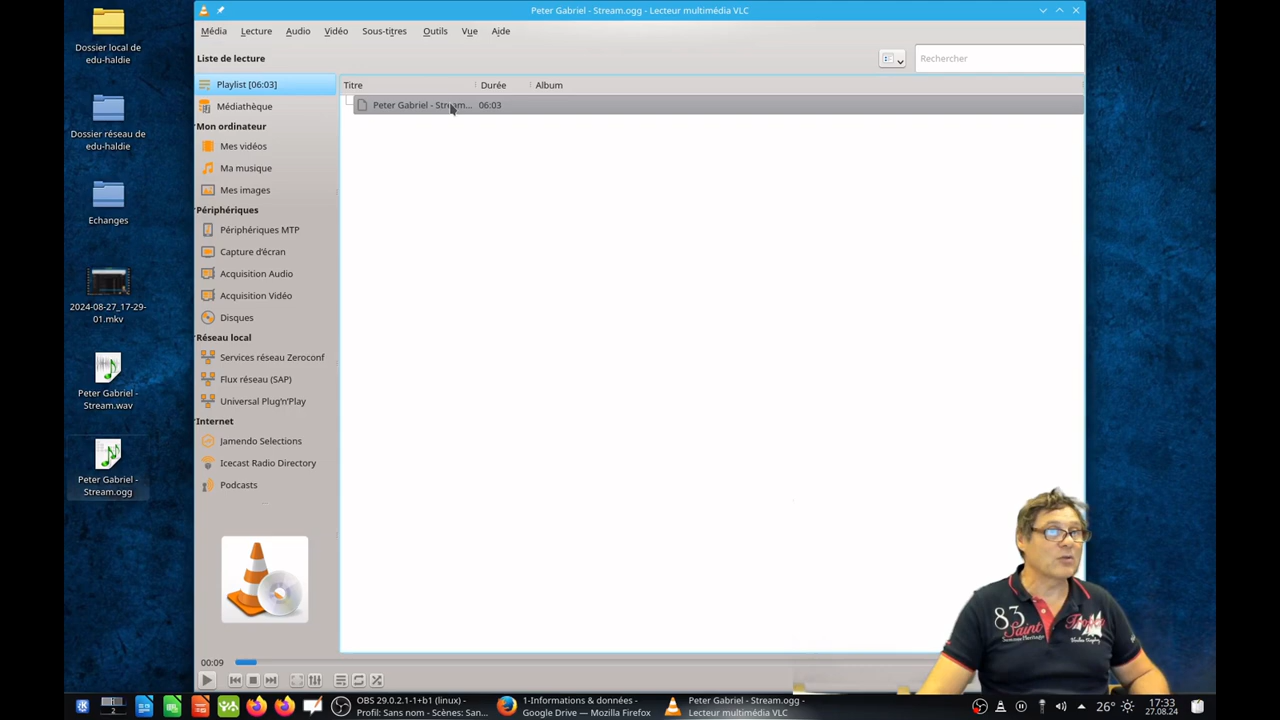 Peter Gabriel - Stream.ogg - Lecteur multimédia VLC
Média Lecture Audio Vidéo Sous-titres Outils Vue Aide
Liste de lecture
Rechercher
Playlist [06:03]
Médiathèque
Mon ordinateur
Mes vidéos
Ma musique
Mes images
Périphériques
Périphériques MTP
Capture d'écran
Acquisition Audio
Acquisition Vidéo
Disques
Réseau local
Services réseau Zeroconf
Flux réseau (SAP)
Universal Plug'n'Play
Internet
Jamendo Selections
Icecast Radio Directory
Podcasts
Titre Durée Album
Peter Gabriel - Stream... 06:03
00:09
Dossier local de
edu-haldie
Dossier réseau de
edu-haldie
Echanges
2024-08-27_17-29-
01.mkv
Peter Gabriel -
Stream.wav
Peter Gabriel -
Stream.ogg
83
Saint Tropez
2
OBS 29.0.2.1-1+b1 (linux) -
Profil: Sans nom - Scènes: San...
1-Informations & données -
Google Drive — Mozilla Firefox
Peter Gabriel - Stream.ogg -
Lecteur multimédia VLC
26°
17:33
27.08.24